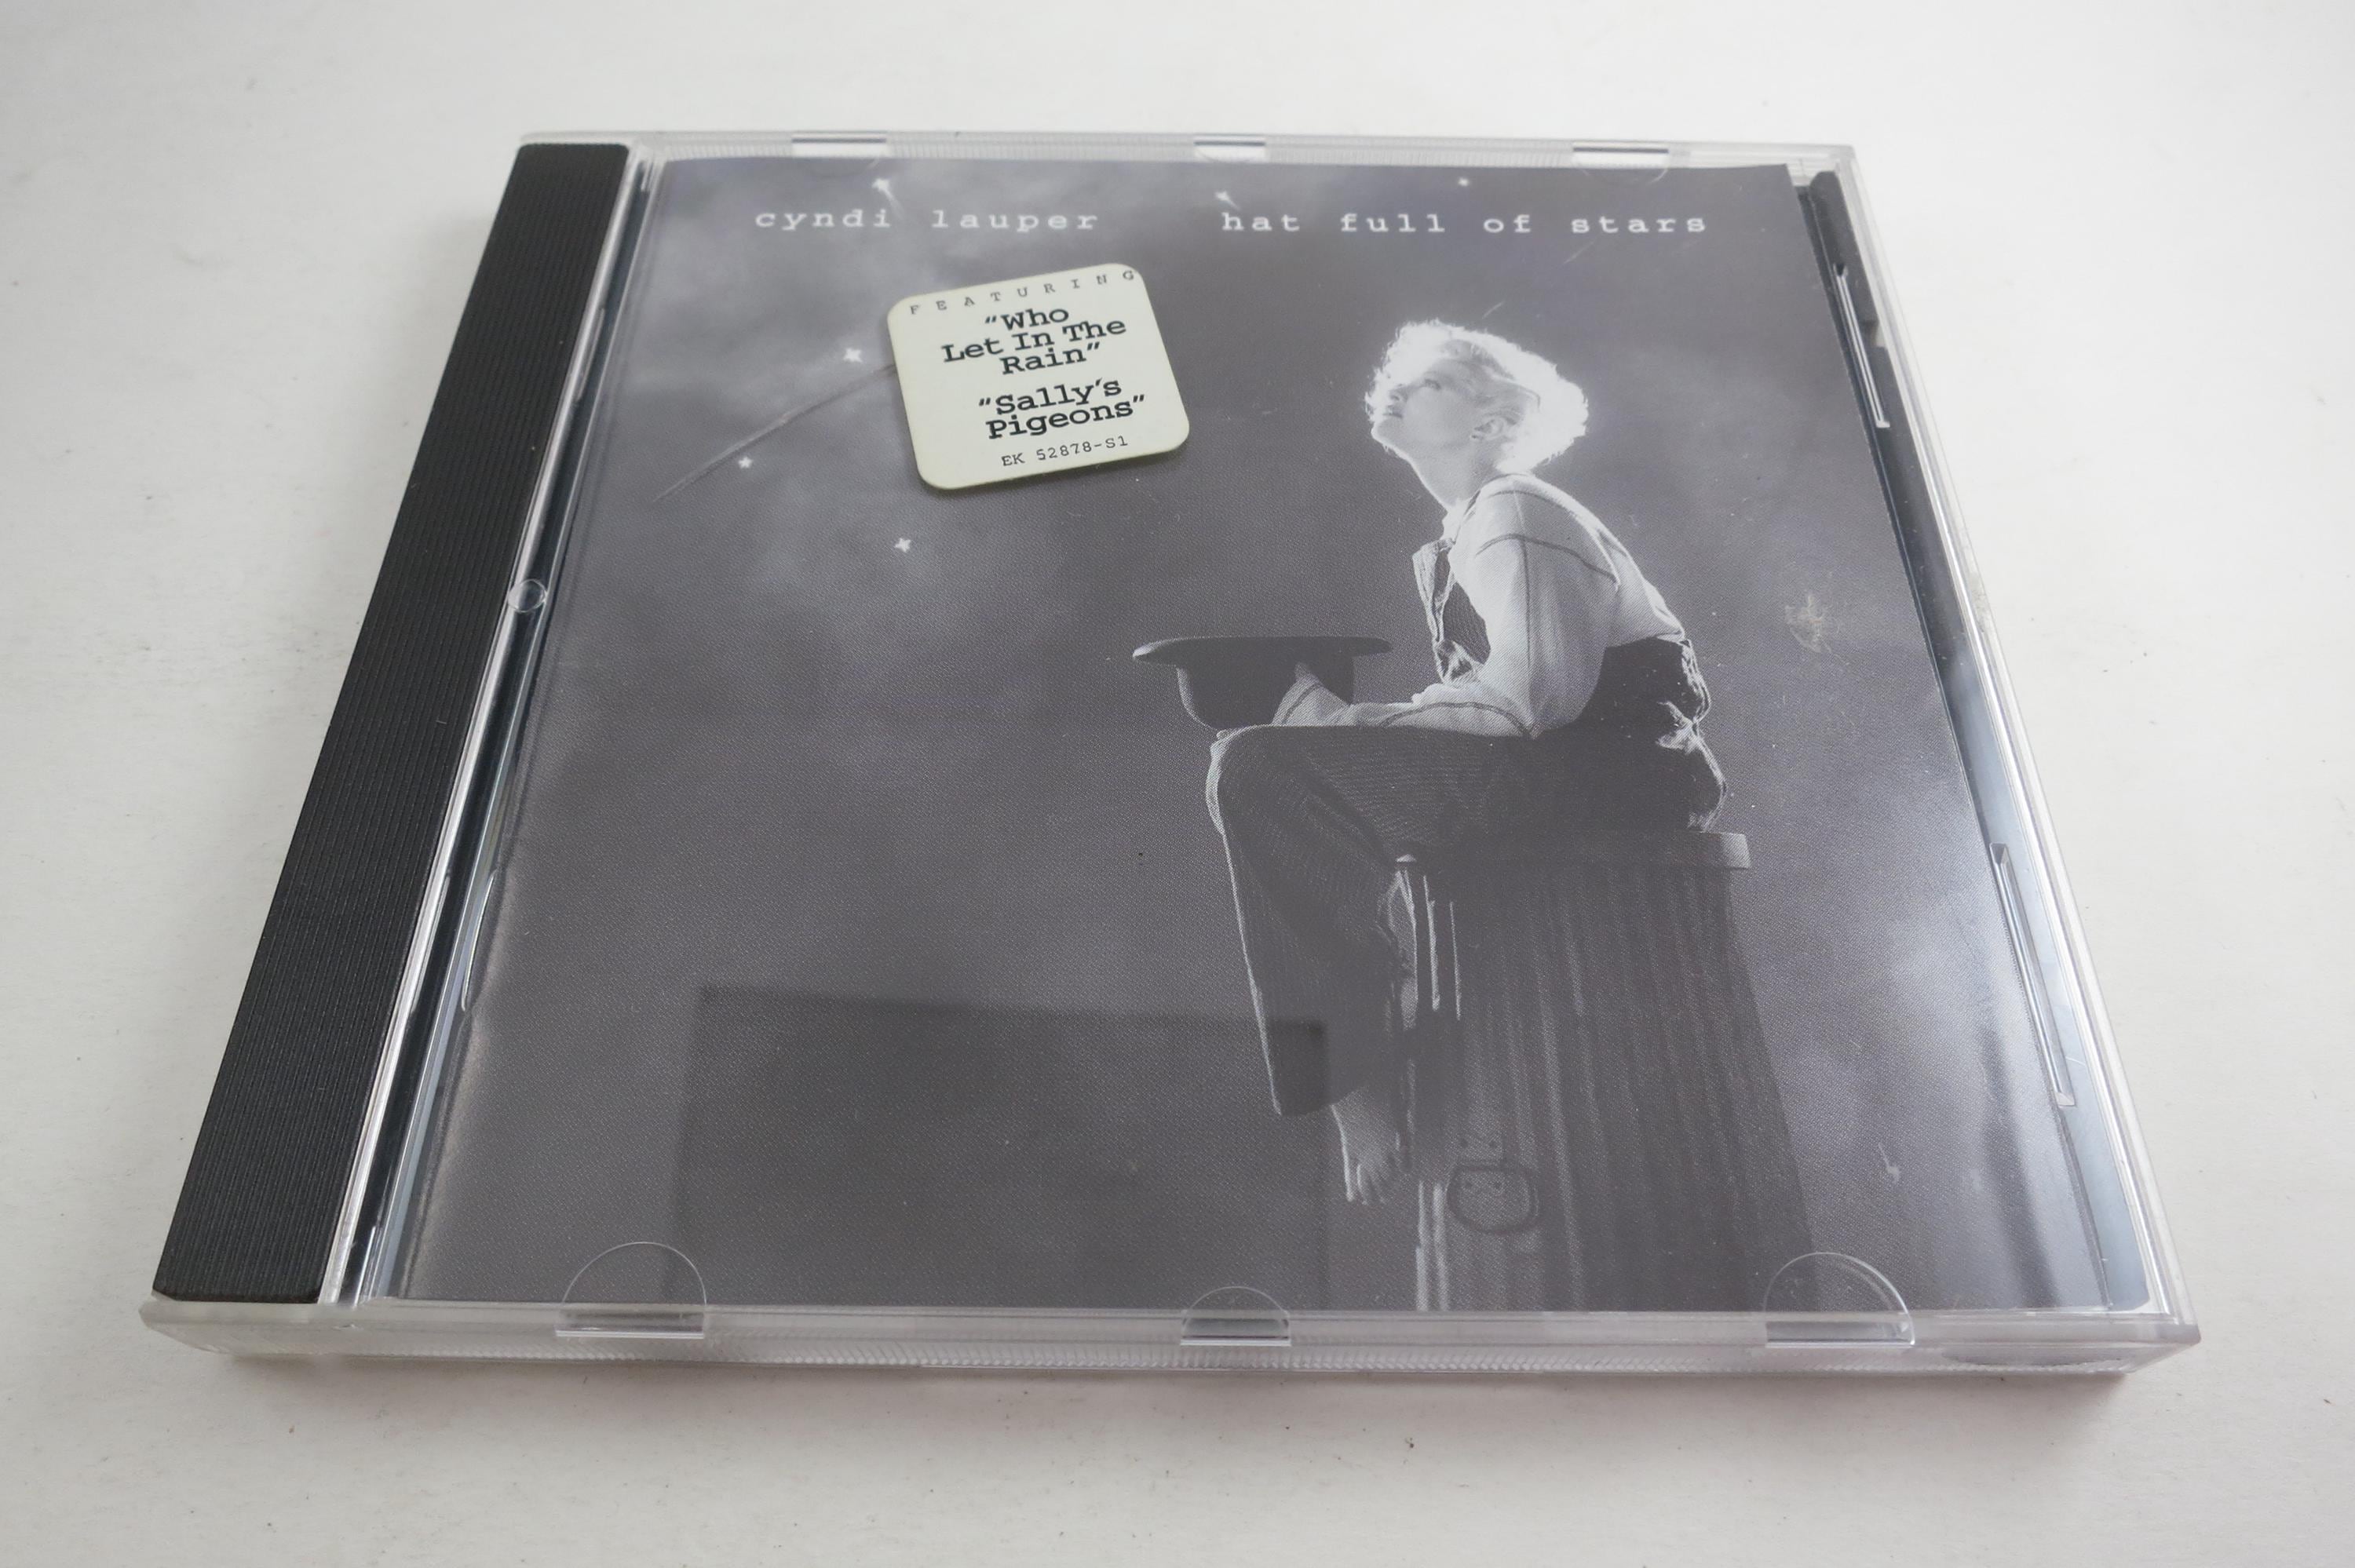 cyndi lauper hat full of stars
FEATURING
"Who
Let In The
Rain"
"Sally's
Pigeons"
EK 52878-S1